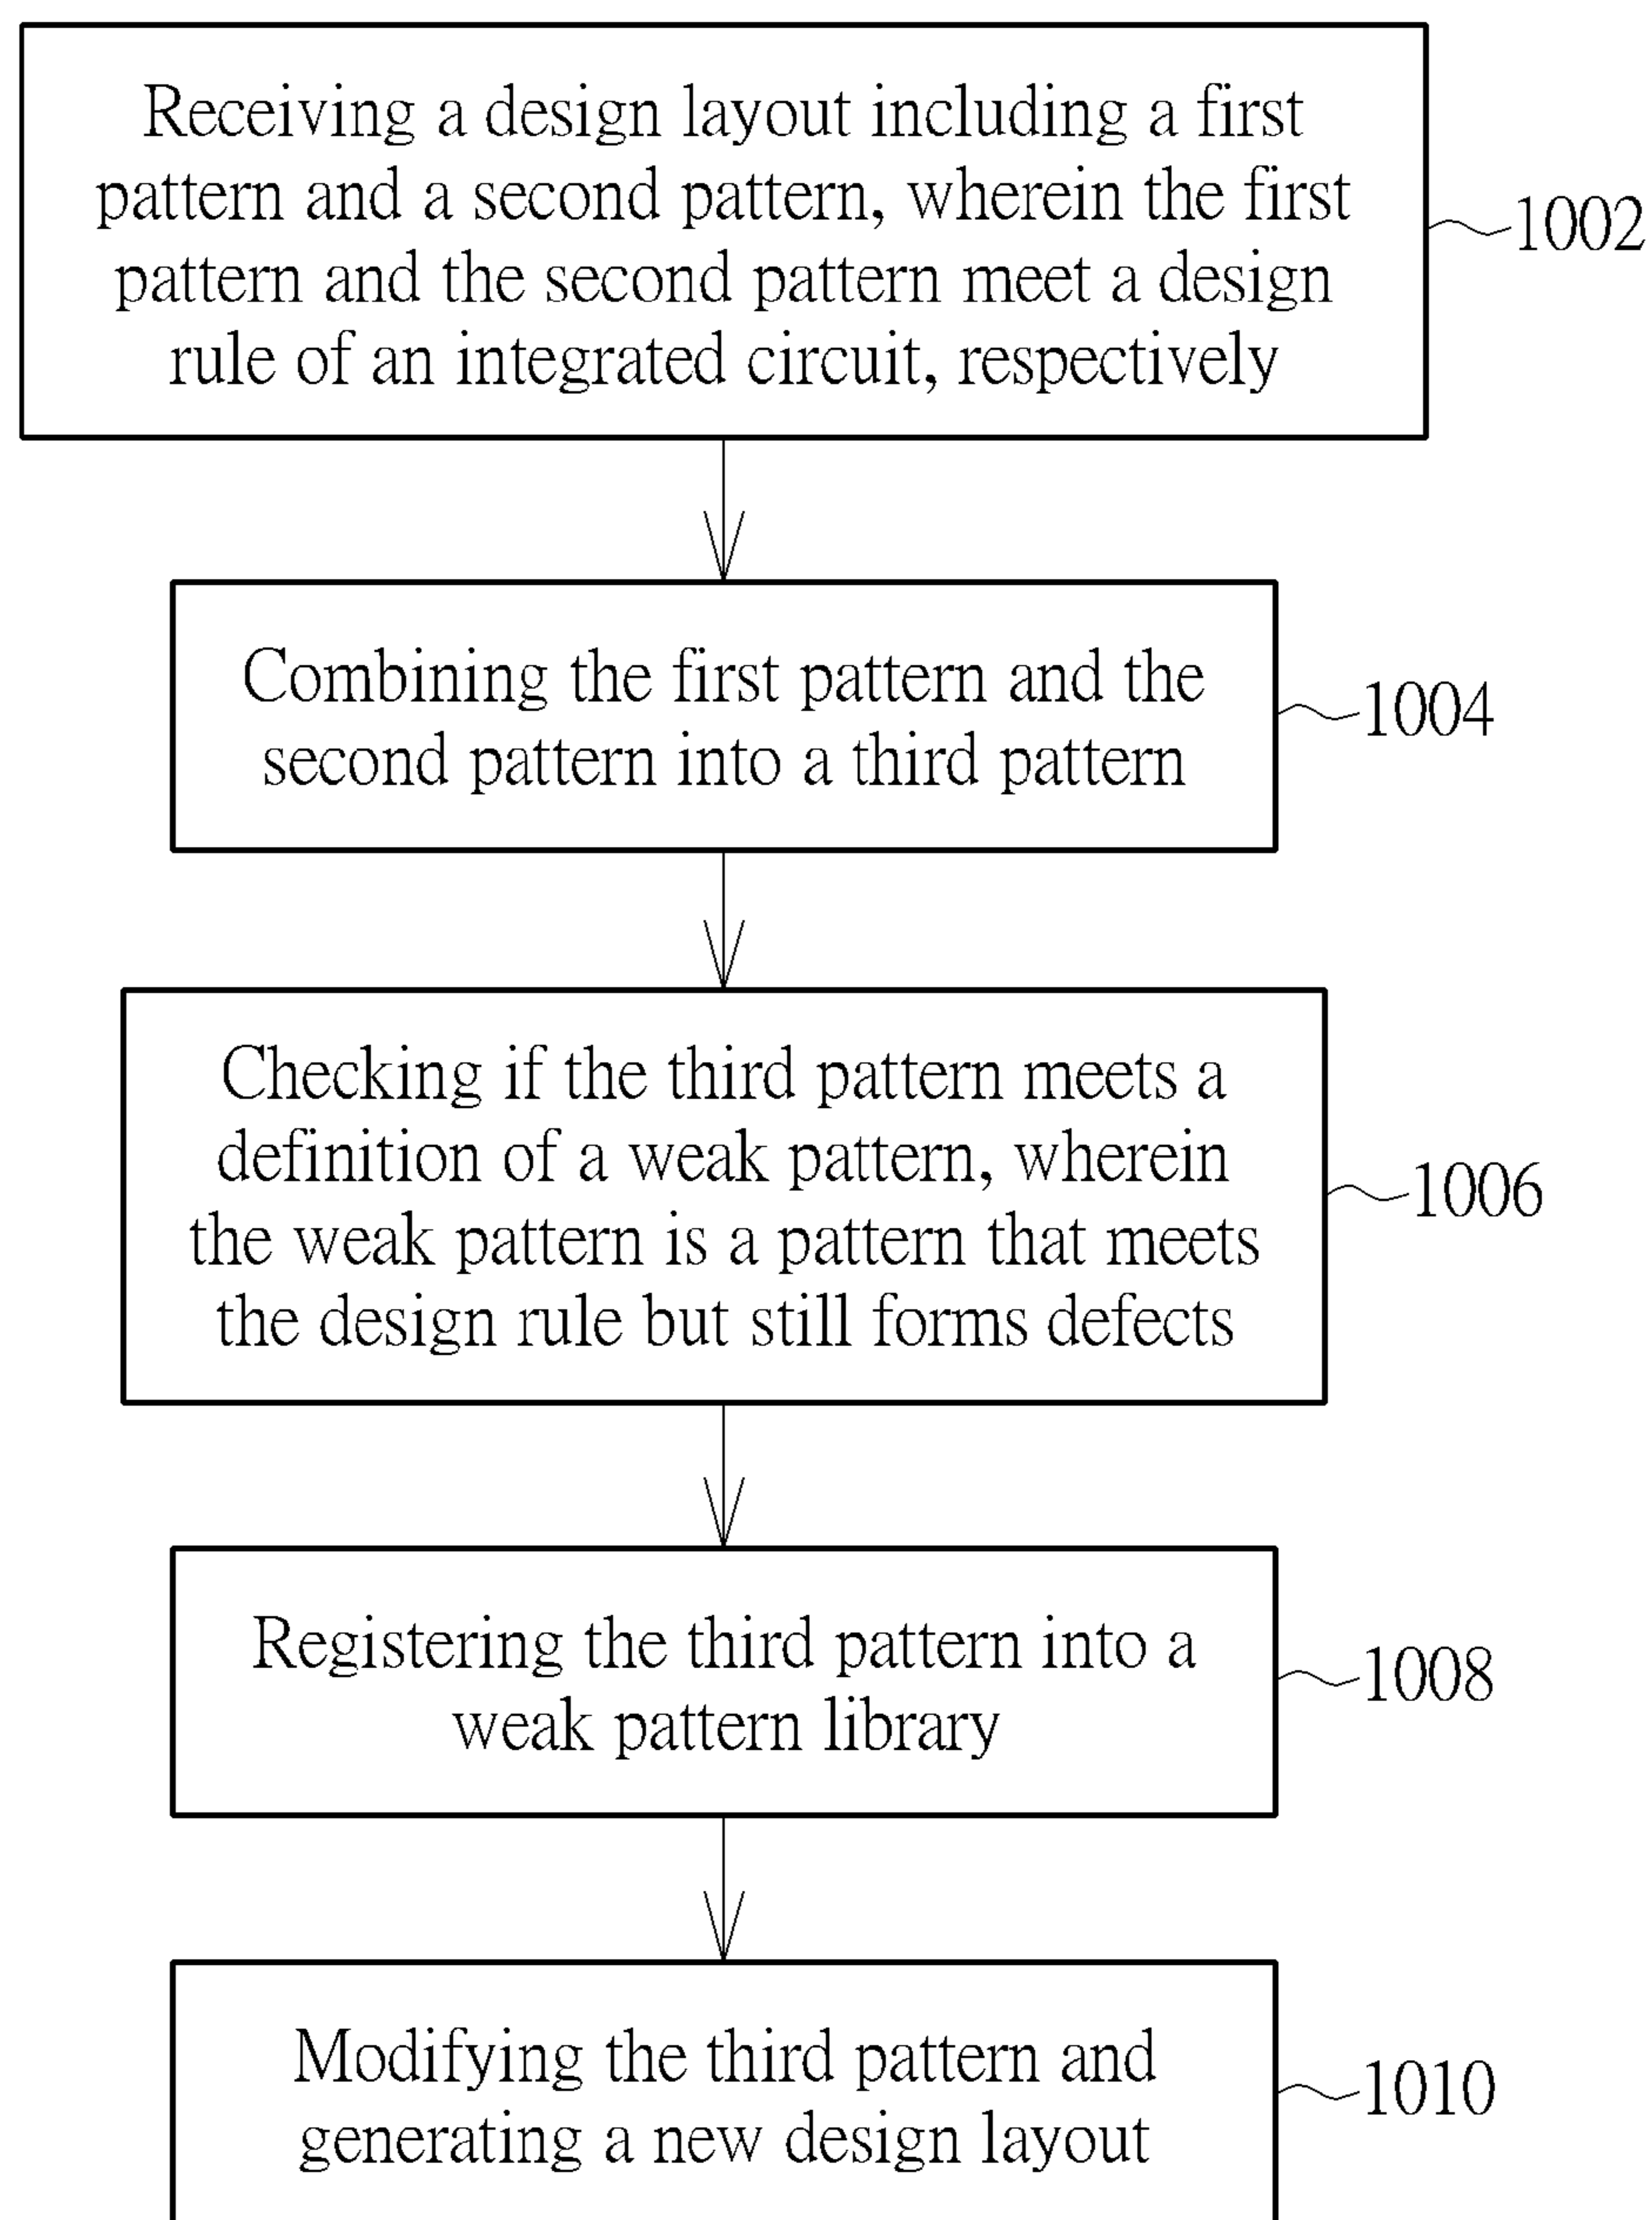 Receiving a design layout including a first
pattern and a second pattern, wherein the first
pattern and the second pattern meet a design
rule of an integrated circuit, respectively
1002
Combining the first pattern and the
second pattern into a third pattern
1004
Checking if the third pattern meets a
definition of a weak pattern, wherein
the weak pattern is a pattern that meets
the design rule but still forms defects
1006
Registering the third pattern into a
weak pattern library
1008
Modifying the third pattern and
generating a new design layout
1010